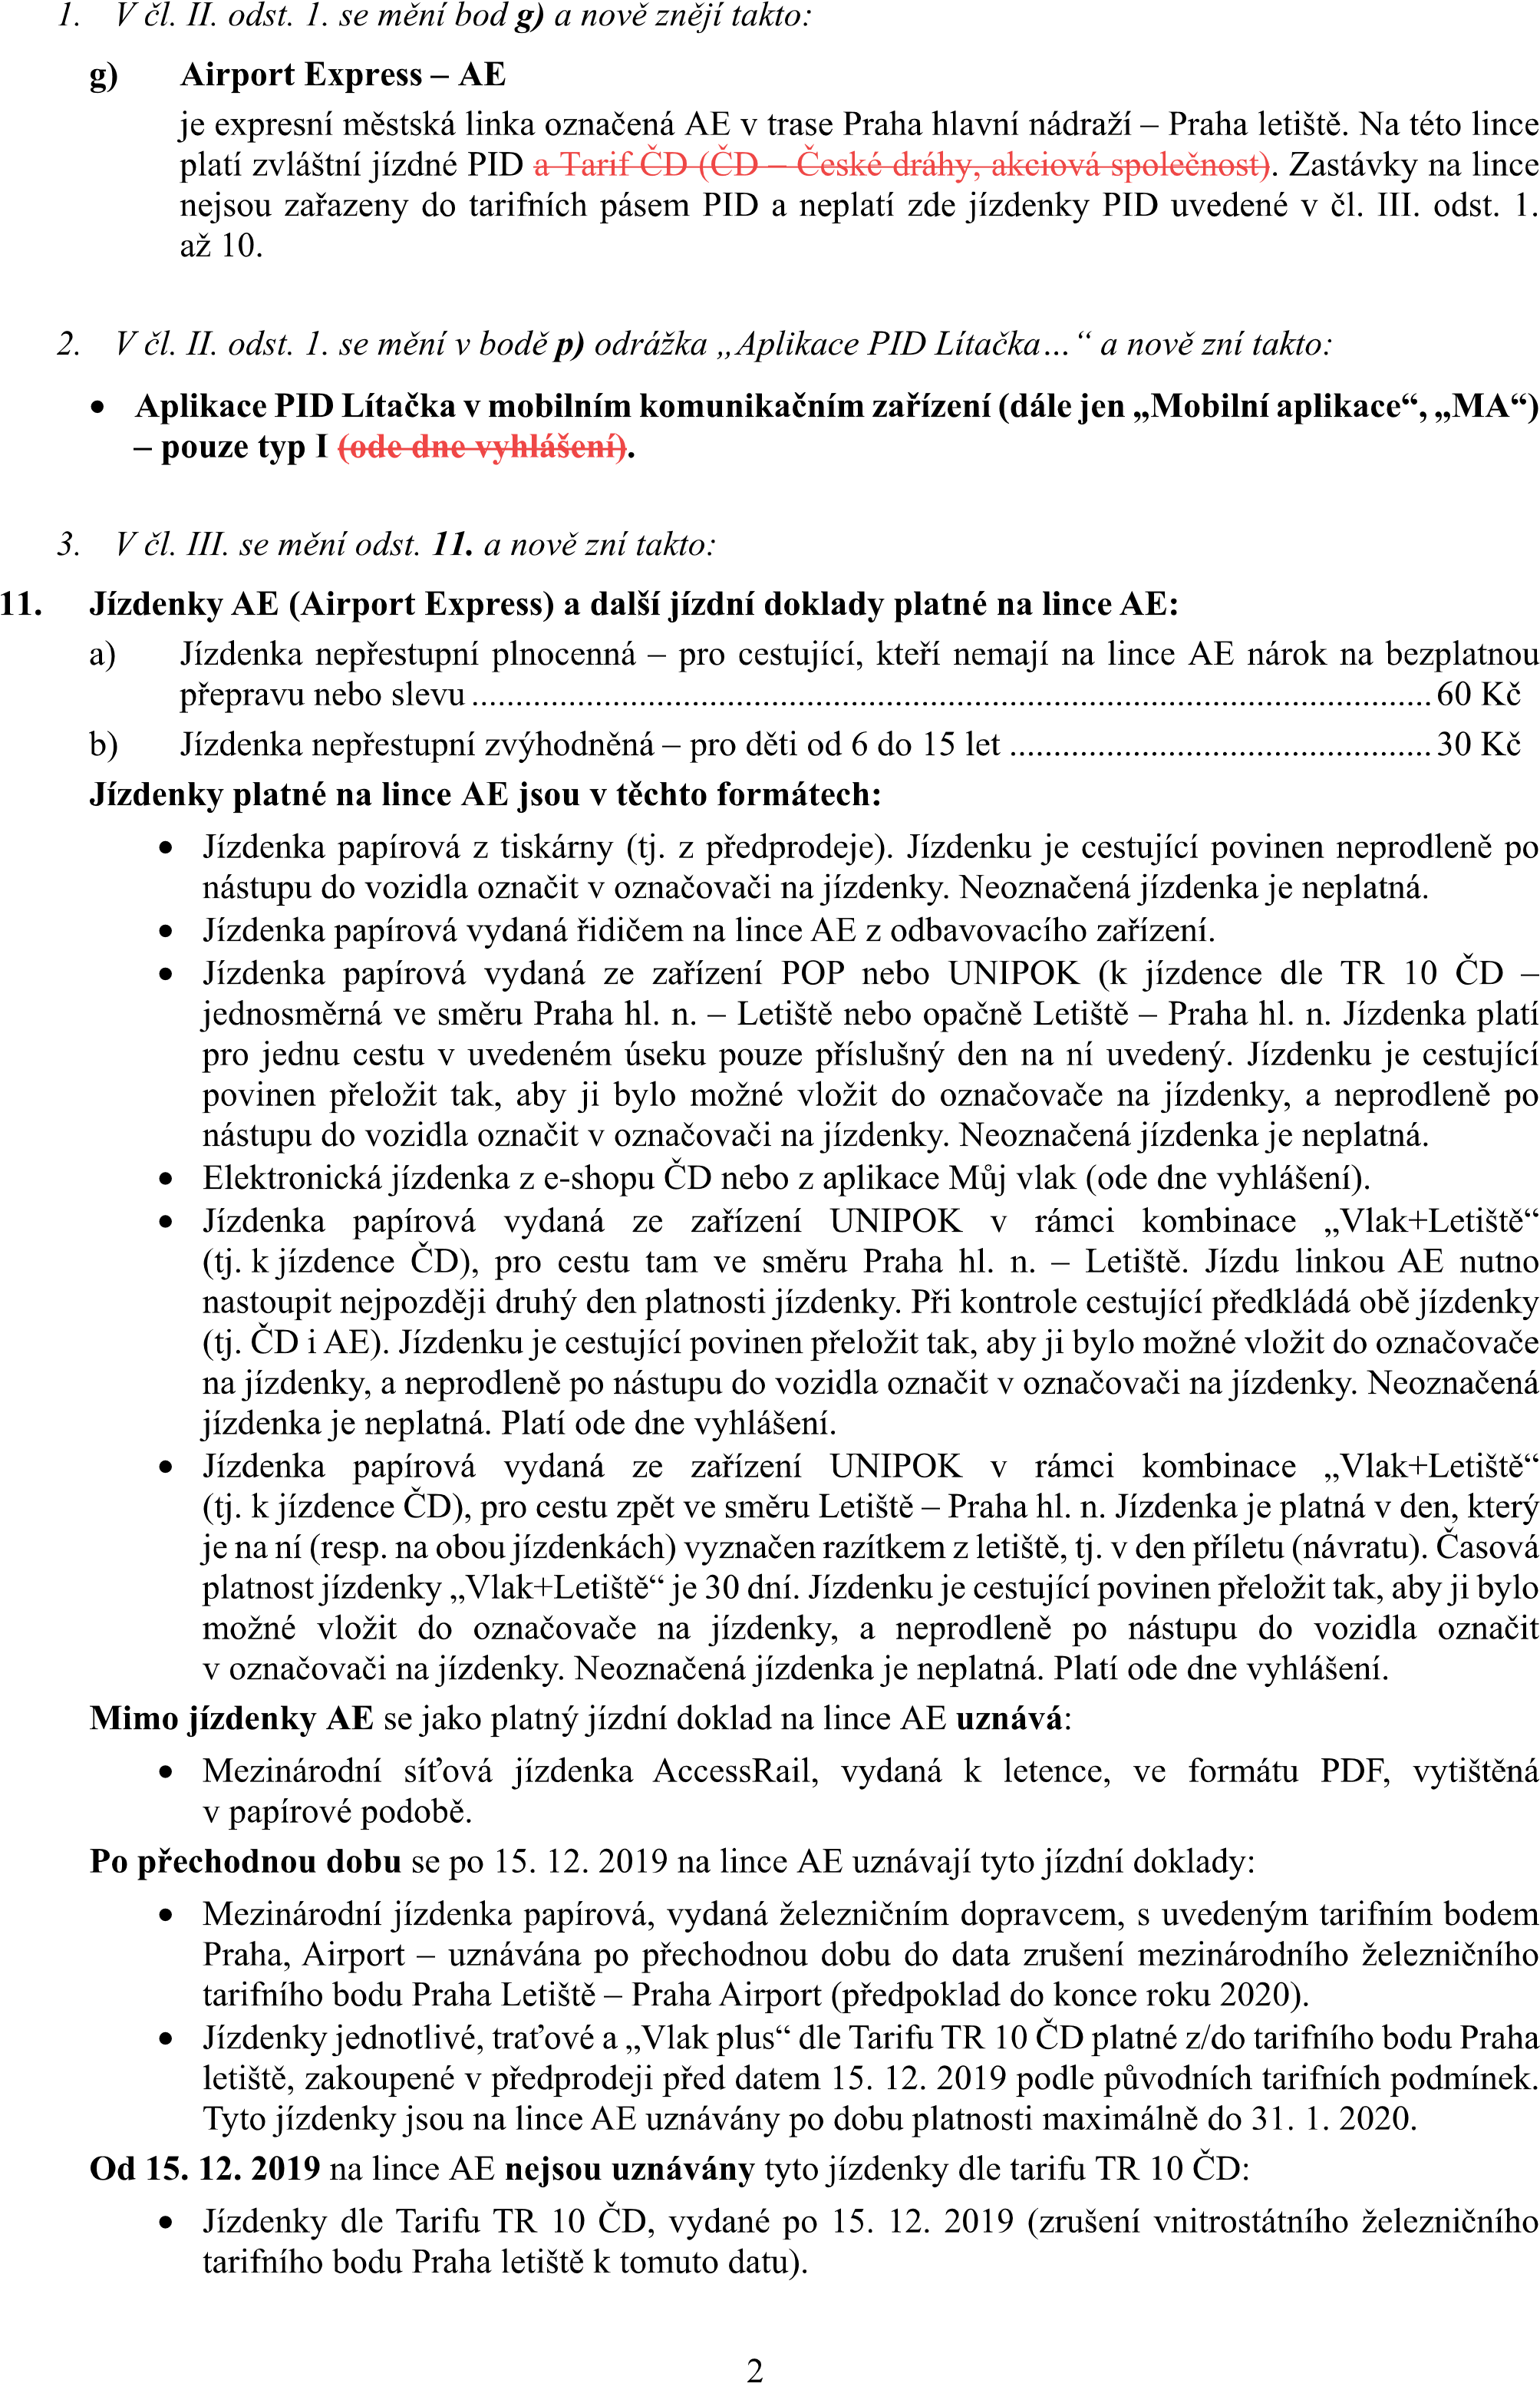 1. V čl. II. odst. 1. se mění bod g) a nově znějí takto:
g) Airport Express – AE
je expresní městská linka označená AE v trase Praha hlavní nádraží – Praha letiště. Na této lince
platí zvláštní jízdné PID a Tarif ČD (ČD – České dráhy, akciová společnost). Zastávky na lince
nejsou zařazeny do tarifních pásem PID a neplatí zde jízdenky PID uvedené v čl. III. odst. 1.
až 10.
2. V čl. II. odst. 1. se mění v bodě p) odrážka „Aplikace PID Lítačka…“ a nově zní takto:
• Aplikace PID Lítačka v mobilním komunikačním zařízení (dále jen „Mobilní aplikace“, „MA“)
– pouze typ I (ode dne vyhlášení).
3. V čl. III. se mění odst. 11. a nově zní takto:
11. Jízdenky AE (Airport Express) a další jízdní doklady platné na lince AE:
a) Jízdenka nepřestupní plnocenná – pro cestující, kteří nemají na lince AE nárok na bezplatnou
přepravu nebo slevu ............................................................................................................. 60 Kč
b) Jízdenka nepřestupní zvýhodněná – pro děti od 6 do 15 let ................................................ 30 Kč
Jízdenky platné na lince AE jsou v těchto formátech:
• Jízdenka papírová z tiskárny (tj. z předprodeje). Jízdenku je cestující povinen neprodleně po
nástupu do vozidla označit v označovači na jízdenky. Neoznačená jízdenka je neplatná.
• Jízdenka papírová vydaná řidičem na lince AE z odbavovacího zařízení.
• Jízdenka papírová vydaná ze zařízení POP nebo UNIPOK (k jízdence dle TR 10 ČD –
jednosměrná ve směru Praha hl. n. – Letiště nebo opačně Letiště – Praha hl. n. Jízdenka platí
pro jednu cestu v uvedeném úseku pouze příslušný den na ní uvedený. Jízdenku je cestující
povinen přeložit tak, aby ji bylo možné vložit do označovače na jízdenky, a neprodleně po
nástupu do vozidla označit v označovači na jízdenky. Neoznačená jízdenka je neplatná.
• Elektronická jízdenka z e-shopu ČD nebo z aplikace Můj vlak (ode dne vyhlášení).
• Jízdenka papírová vydaná ze zařízení UNIPOK v rámci kombinace „Vlak+Letiště“
(tj. k jízdence ČD), pro cestu tam ve směru Praha hl. n. – Letiště. Jízdu linkou AE nutno
nastoupit nejpozději druhý den platnosti jízdenky. Při kontrole cestující předkládá obě jízdenky
(tj. ČD i AE). Jízdenku je cestující povinen přeložit tak, aby ji bylo možné vložit do označovače
na jízdenky, a neprodleně po nástupu do vozidla označit v označovači na jízdenky. Neoznačená
jízdenka je neplatná. Platí ode dne vyhlášení.
• Jízdenka papírová vydaná ze zařízení UNIPOK v rámci kombinace „Vlak+Letiště“
(tj. k jízdence ČD), pro cestu zpět ve směru Letiště – Praha hl. n. Jízdenka je platná v den, který
je na ní (resp. na obou jízdenkách) vyznačen razítkem z letiště, tj. v den příletu (návratu). Časová
platnost jízdenky „Vlak+Letiště“ je 30 dní. Jízdenku je cestující povinen přeložit tak, aby ji bylo
možné vložit do označovače na jízdenky, a neprodleně po nástupu do vozidla označit
v označovači na jízdenky. Neoznačená jízdenka je neplatná. Platí ode dne vyhlášení.
Mimo jízdenky AE se jako platný jízdní doklad na lince AE uznává:
• Mezinárodní síťová jízdenka AccessRail, vydaná k letence, ve formátu PDF, vytištěná
v papírové podobě.
Po přechodnou dobu se po 15. 12. 2019 na lince AE uznávají tyto jízdní doklady:
• Mezinárodní jízdenka papírová, vydaná železničním dopravcem, s uvedeným tarifním bodem
Praha, Airport – uznávána po přechodnou dobu do data zrušení mezinárodního železničního
tarifního bodu Praha Letiště – Praha Airport (předpoklad do konce roku 2020).
• Jízdenky jednotlivé, traťové a „Vlak plus“ dle Tarifu TR 10 ČD platné z/do tarifního bodu Praha
letiště, zakoupené v předprodeji před datem 15. 12. 2019 podle původních tarifních podmínek.
Tyto jízdenky jsou na lince AE uznávány po dobu platnosti maximálně do 31. 1. 2020.
Od 15. 12. 2019 na lince AE nejsou uznávány tyto jízdenky dle tarifu TR 10 ČD:
• Jízdenky dle Tarifu TR 10 ČD, vydané po 15. 12. 2019 (zrušení vnitrostátního železničního
tarifního bodu Praha letiště k tomuto datu).
2